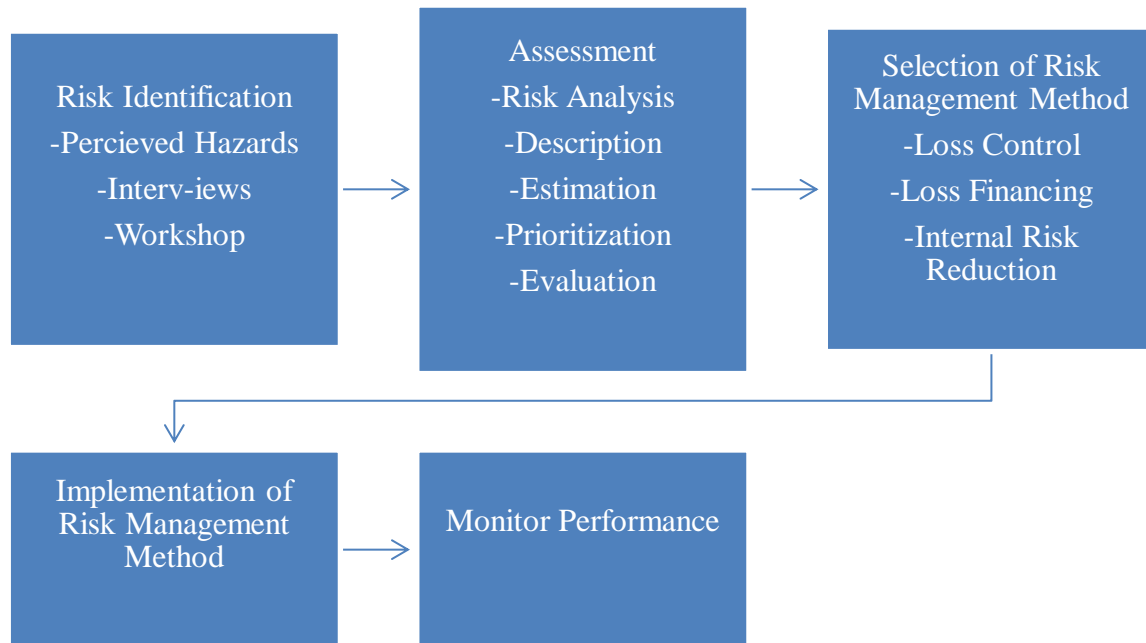 Risk Identification
-Percieved Hazards
-Interv-iews
-Workshop
Assessment
-Risk Analysis
-Description
-Estimation
-Prioritization
-Evaluation
Selection of Risk
Management Method
-Loss Control
-Loss Financing
-Internal Risk
Reduction
Implementation of
Risk Management
Method
Monitor Performance